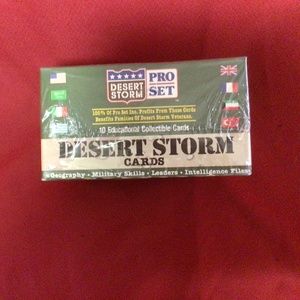 DESERT
STORM
PRO
SET
100% Of Pro Set Inc. Profits From These Cards
Benefits Families Of Desert Storm Veterans.
10 Educational Collectible Cards
DESERT STORM
CARDS
Geography • Military Skills • Leaders • Intelligence Files